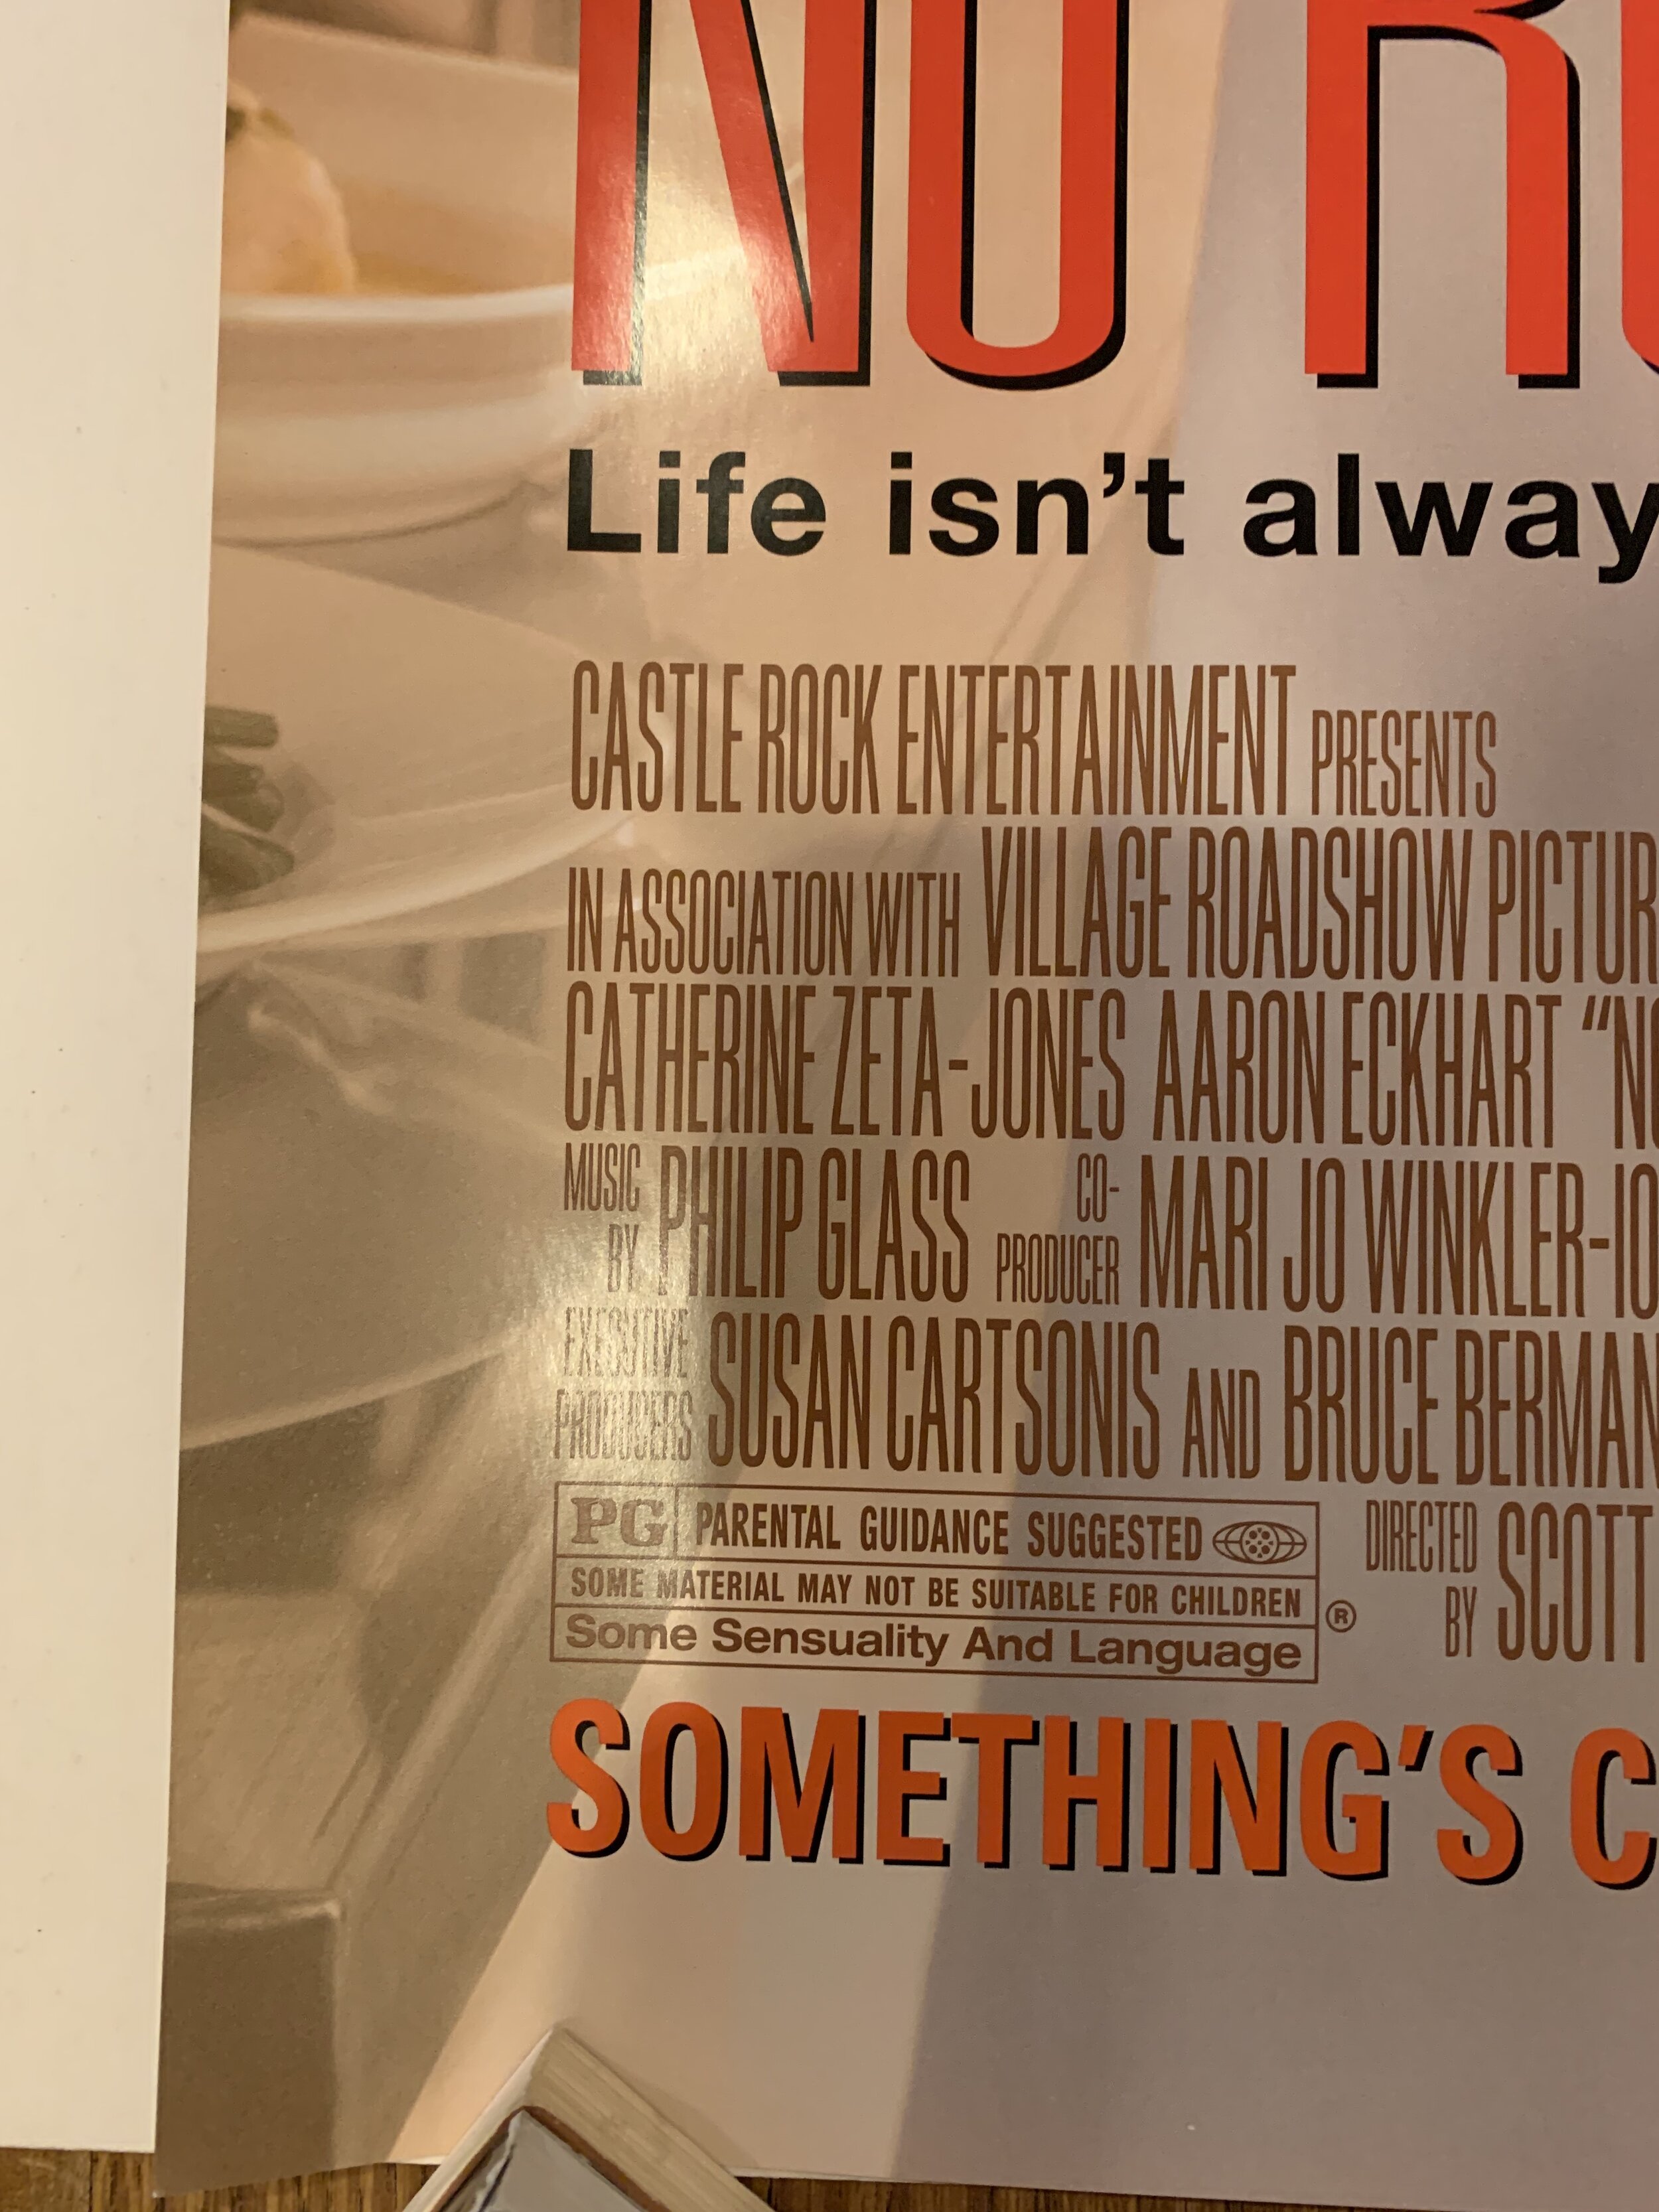 NO R
Life isn't alway
CASTLE ROCK ENTERTAINMENT PRESENTS
IN ASSOCIATION WITH VILLAGE ROADSHOW PICTUR
CATHERINE ZETA-JONES AARON ECKHART “NO
MUSIC BY PHILIP GLASS CO-PRODUCER MARI JO WINKLER-IO
EXECUTIVE PRODUCERS SUSAN CARTSONIS AND BRUCE BERMAN
PG PARENTAL GUIDANCE SUGGESTED
SOME MATERIAL MAY NOT BE SUITABLE FOR CHILDREN ®
Some Sensuality And Language
DIRECTED BY SCOTT
SOMETHING'S C